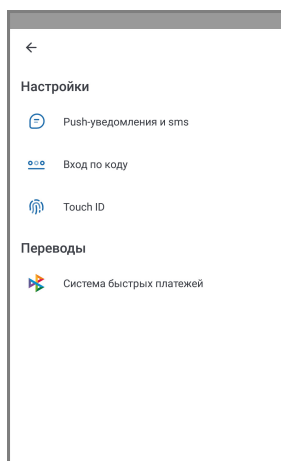 Настройки
Push-уведомления и sms
Вход по коду
Touch ID
Переводы
Система быстрых платежей